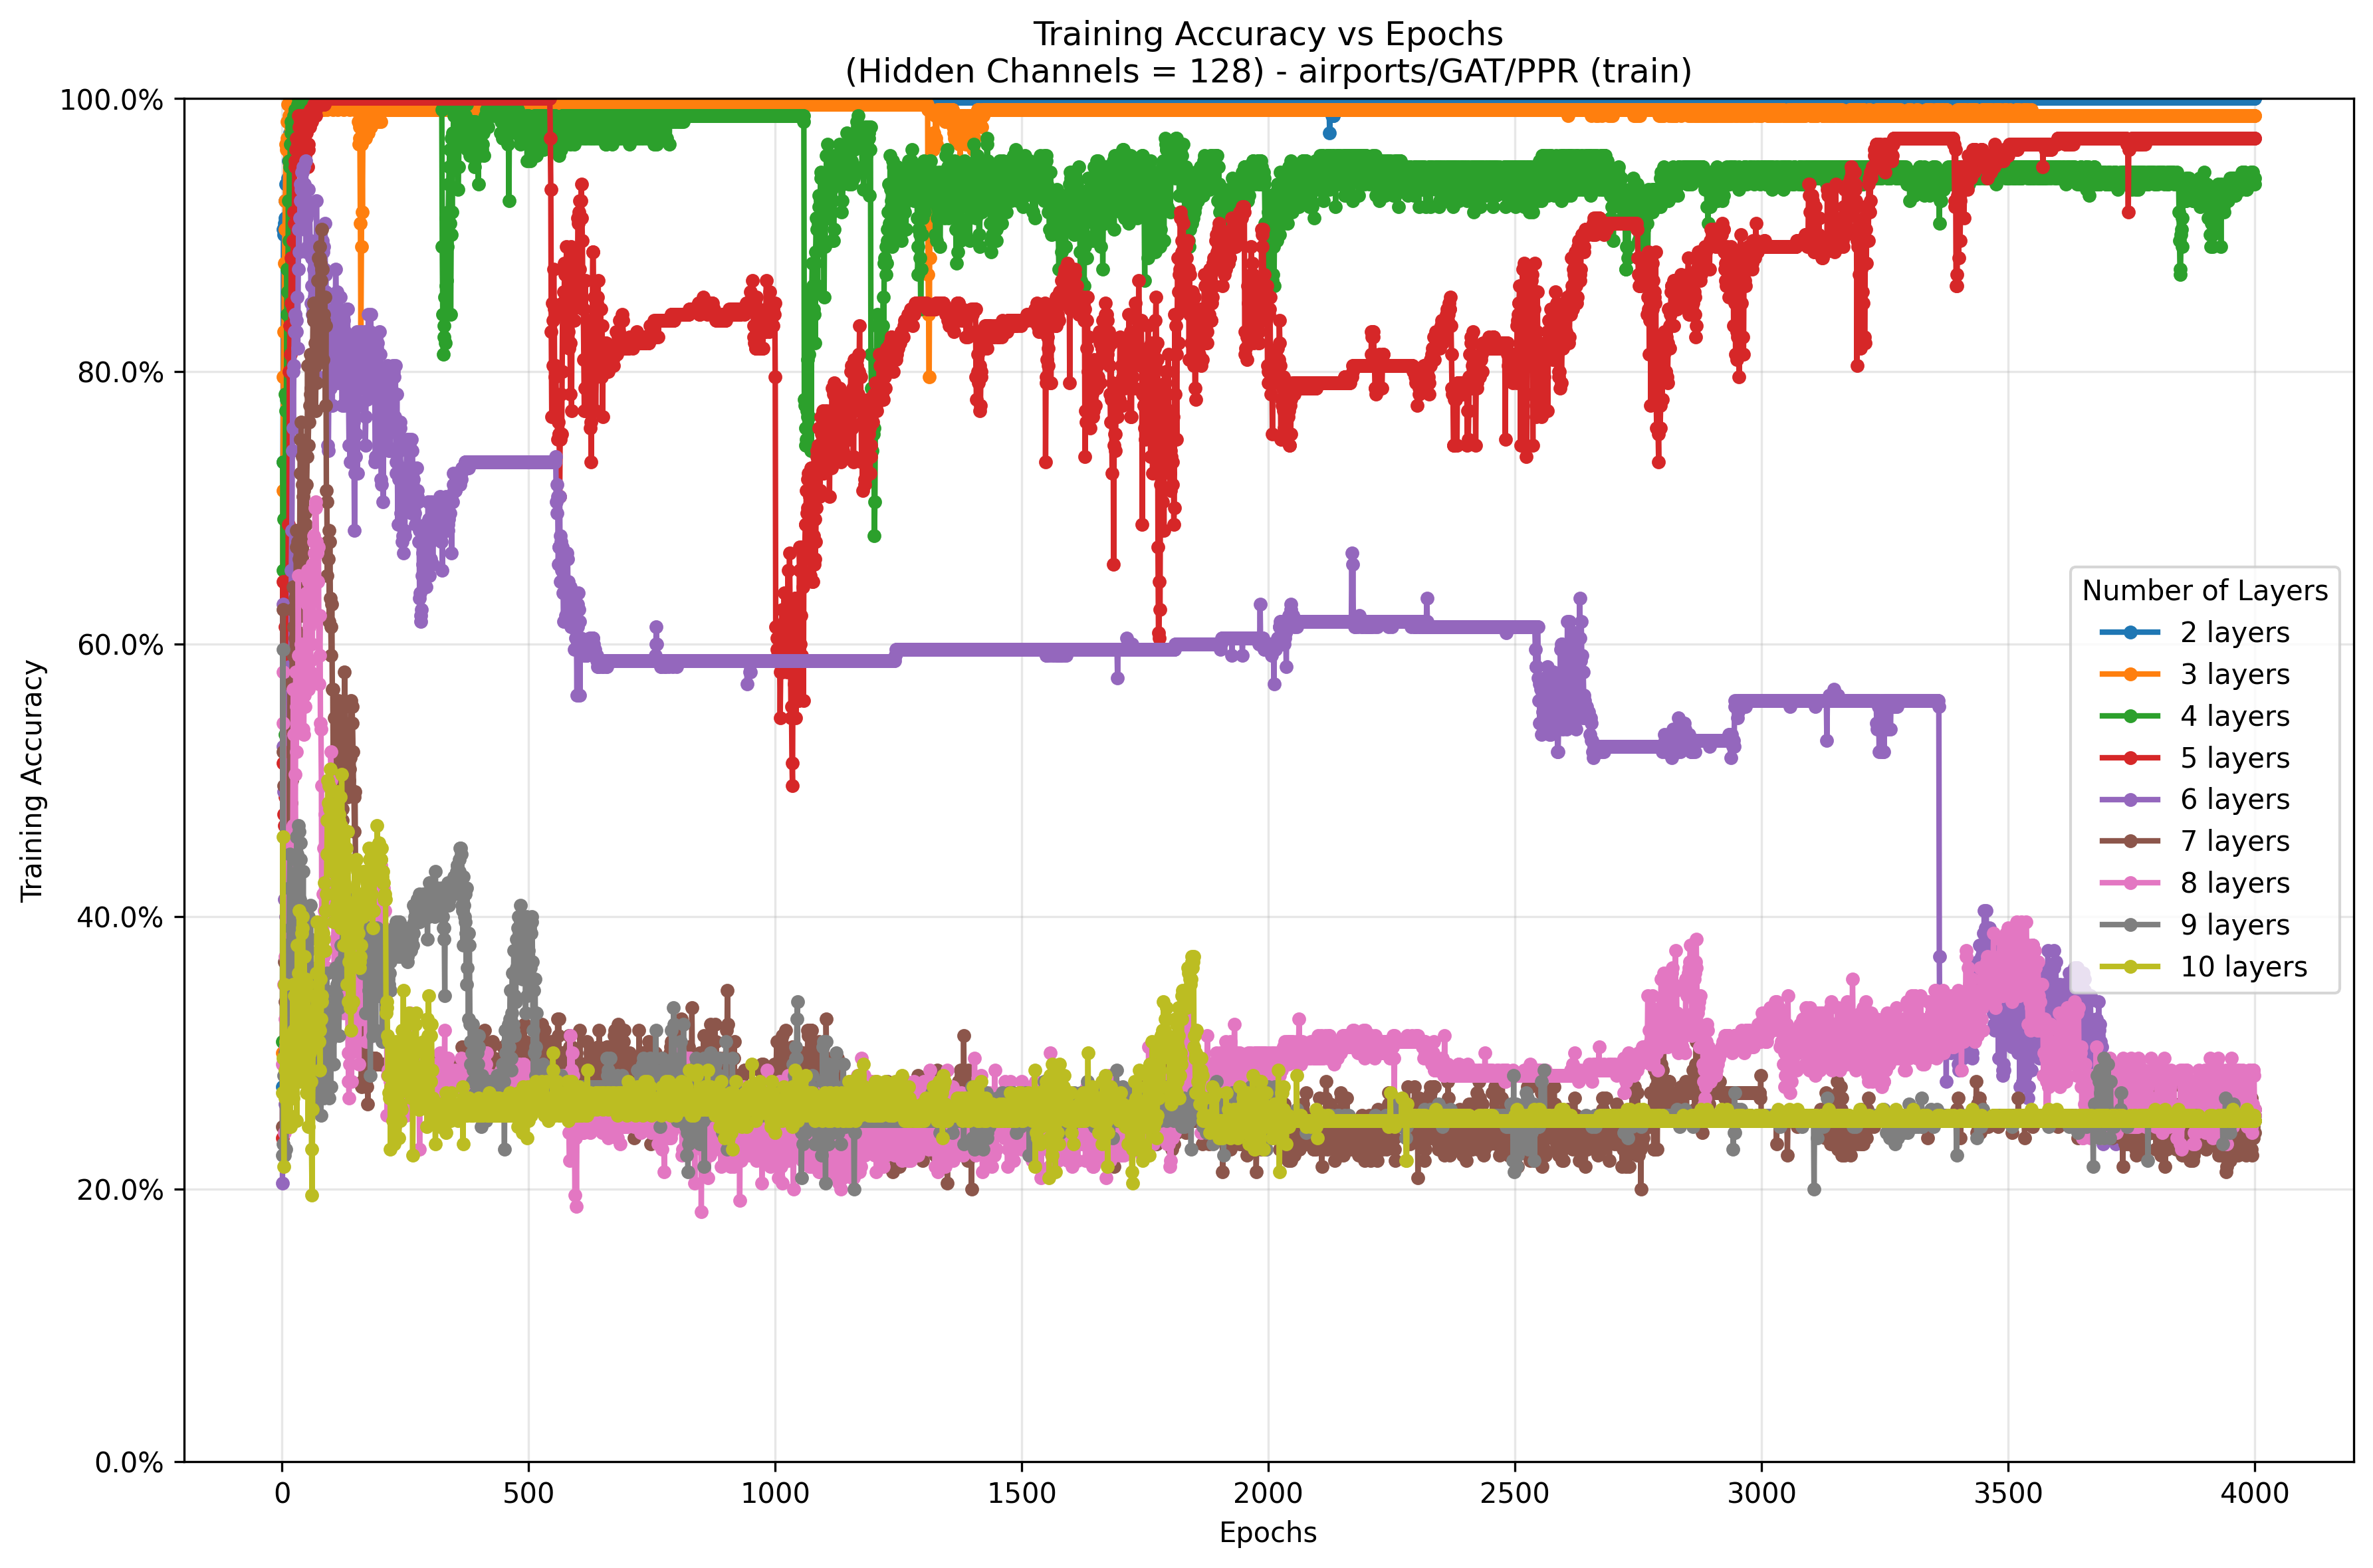 Training Accuracy vs Epochs
(Hidden Channels = 128) - airports/GAT/PPR (train)
100.0%
80.0%
60.0%
40.0%
20.0%
0.0%
Training Accuracy
Number of Layers
2 layers
3 layers
4 layers
5 layers
6 layers
7 layers
8 layers
9 layers
10 layers
0 500 1000 1500 2000 2500 3000 3500 4000
Epochs